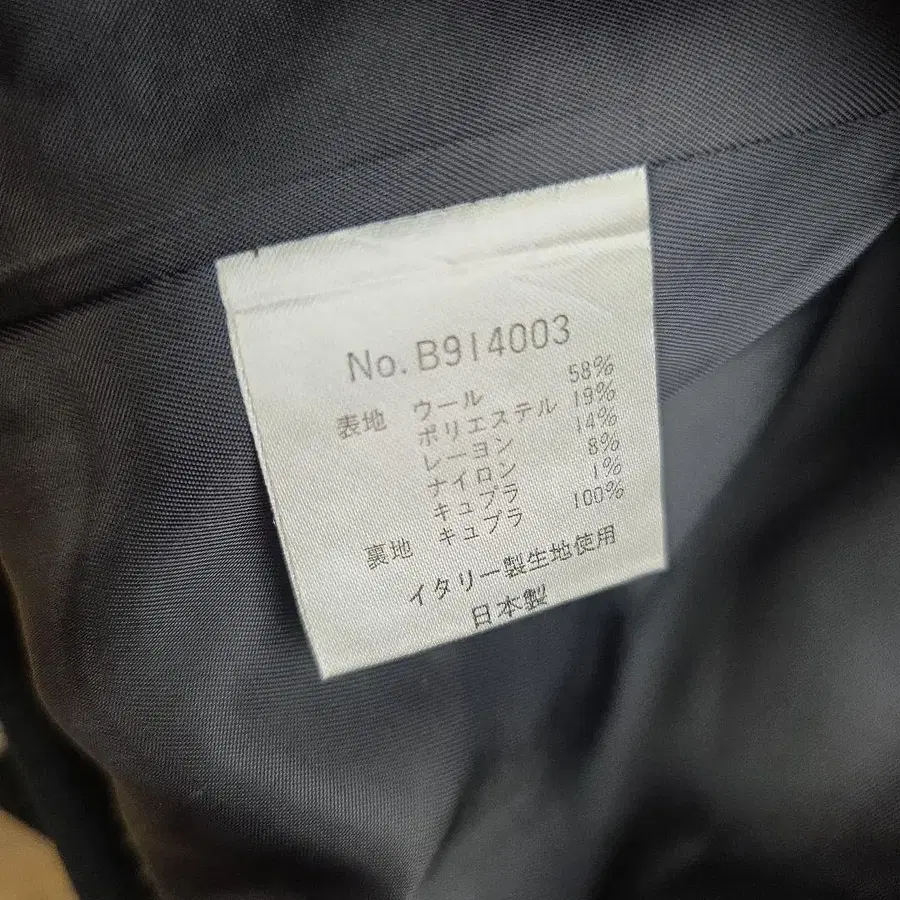 No. B914003
表地 ウール 58%
ポリエステル 19%
レーヨン 14%
ナイロン 8%
キュプラ 1%
裏地 キュプラ 100%
イタリー製生地使用
日本製